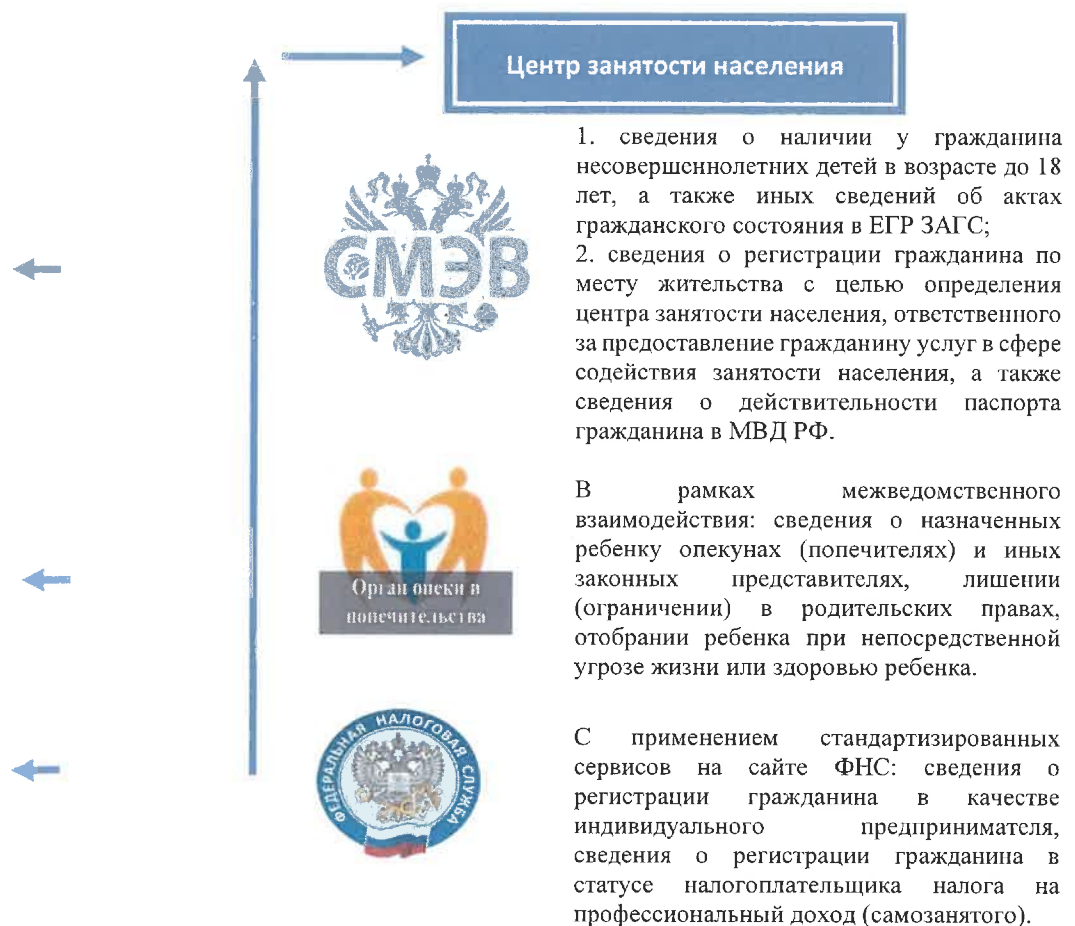 Центр занятости населения
1. сведения о наличии у гражданина
несовершеннолетних детей в возрасте до 18
лет, а также иных сведений об актах
гражданского состояния в ЕГР ЗАГС;
2. сведения о регистрации гражданина по
месту жительства с целью определения
центра занятости населения, ответственного
за предоставление гражданину услуг в сфере
содействия занятости населения, а также
сведения о действительности паспорта
гражданина в МВД РФ.
СМЭВ
В рамках межведомственного
взаимодействия: сведения о назначенных
ребенку опекунах (попечителях) и иных
законных представителях, лишении
(ограничении) в родительских правах,
отобрании ребенка при непосредственной
угрозе жизни или здоровью ребенка.
Орган опеки и
попечительства
С применением стандартизированных
сервисов на сайте ФНС: сведения о
регистрации гражданина в качестве
индивидуального предпринимателя,
сведения о регистрации гражданина в
статусе налогоплательщика налога на
профессиональный доход (самозанятого).
ФЕДЕРАЛЬНАЯ НАЛОГОВАЯ СЛУЖБА